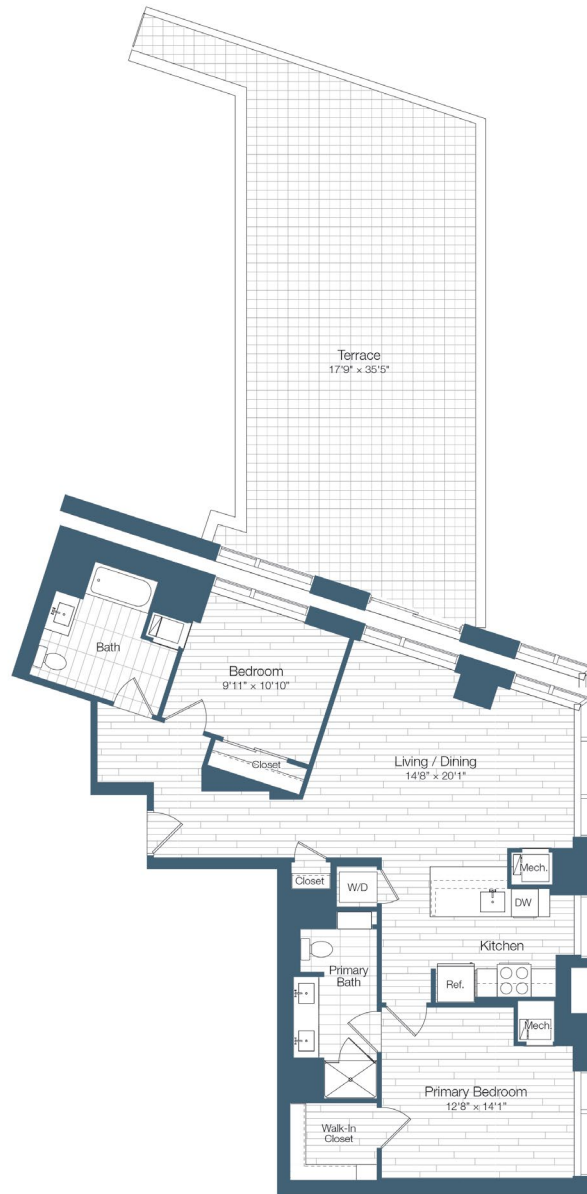 Terrace
17'9" × 35'5"
Bath
Bedroom
9'11" × 10'10"
Closet
Living / Dining
14'8" × 20'1"
Mech.
Closet
W/D
DW
Kitchen
Primary
Bath
Ref.
Mech.
Primary Bedroom
12'8" × 14'1"
Walk-In
Closet